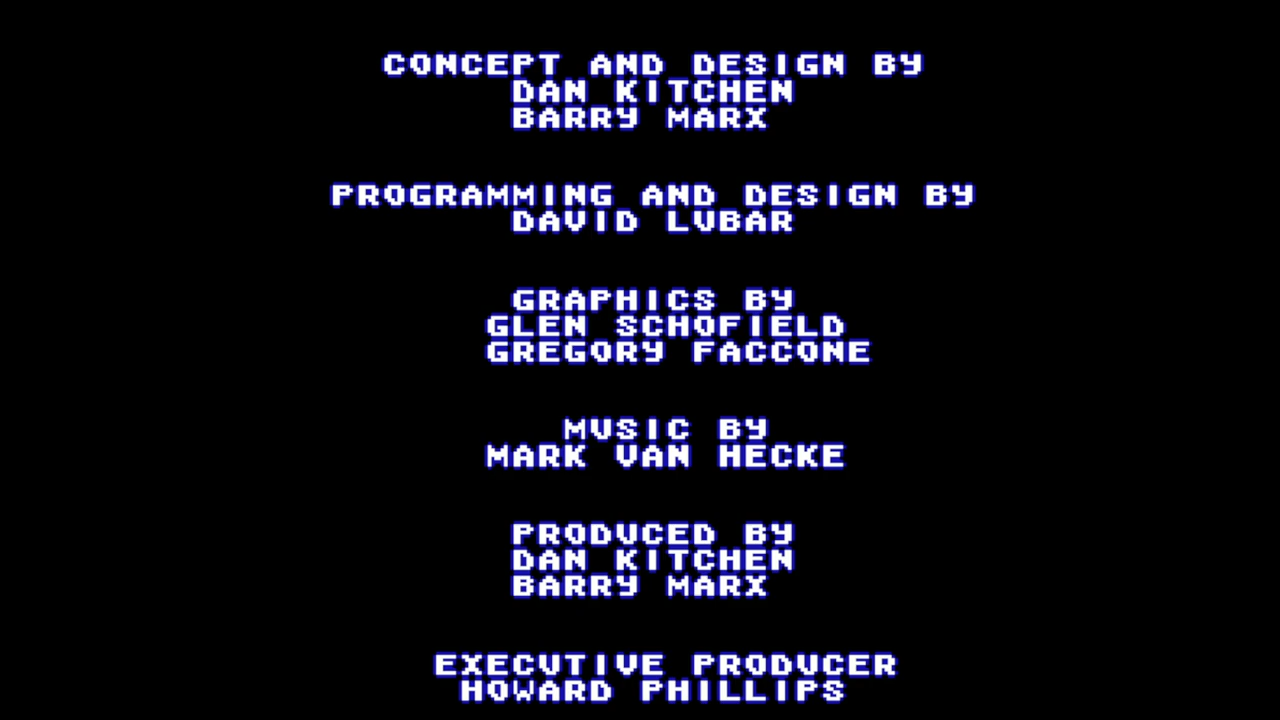 CONCEPT AND DESIGN BY
DAN KITCHEN
BARRY MARX
PROGRAMMING AND DESIGN BY
DAVID LUBAR
GRAPHICS BY
GLEN SCHOFIELD
GREGORY FACCONE
MUSIC BY
MARK VAN HECKE
PRODUCED BY
DAN KITCHEN
BARRY MARX
EXECUTIVE PRODUCER
HOWARD PHILLIPS